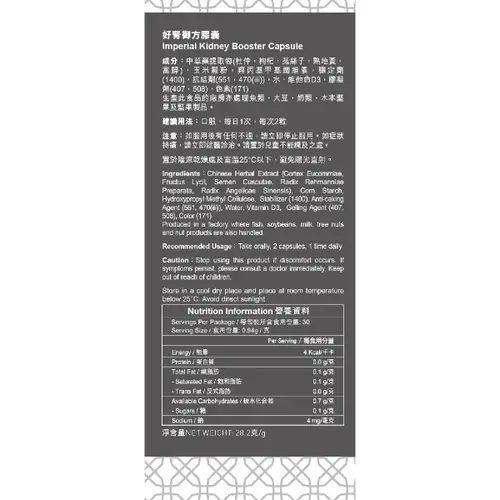 好腎御方膠囊
Imperial Kidney Booster Capsule
成分：中草藥提取物(杜仲，枸杞，菟絲子，熟地黃，
當歸)，玉米澱粉，羥丙基甲基纖維素，穩定劑
(1400)，抗結劑(551，470(iii))，水，維他命D3，膠凝
劑(407，508)，色素(171)
生產此食品的廠房亦處理魚類、大豆、奶類、木本堅
果及堅果製品。
建議用法：口服，每日1次，每次2粒
注意：如服用後有任何不適，請立即停止服用。如症狀
持續，請立即諮詢醫生。請置於兒童不能觸及之處。
置於陰涼乾燥處及室溫25°C以下，避免陽光直射。
Ingredients：Chinese Herbal Extract (Cortex Eucommiae,
Fructus Lycii, Semen Cuscutae, Radix Rehmanniae
Preparata, Radix Angelicae Sinensis), Corn Starch,
Hydroxypropyl Methyl Cellulose, Stabilizer (1400), Anti-caking
Agent (551, 470(iii)), Water, Vitamin D3, Gelling Agent (407,
508), Color (171)
Produced in a factory where fish, soybeans, milk, tree nuts
and nut products are also handled.
Recommended Usage：Take orally, 2 capsules, 1 time daily
Caution：Stop using this product if discomfort occurs. If
symptoms persist, please consult a doctor immediately. Keep
out of reach of children.
Store in a cool dry place and place at room temperature
below 25°C. Avoid direct sunlight.
Nutrition Information 營養資料
Servings Per Package / 每包裝所含食用份量: 30
Serving Size / 食用份量: 0.94g / 克
Per Serving / 每食用份量
Energy / 能量 4 Kcal/千卡
Protein / 蛋白質 0.0 g/克
Total Fat / 總脂肪 0.1 g/克
- Saturated Fat / 飽和脂肪 0.1 g/克
- Trans Fat / 反式脂肪 0.0 g/克
Available Carbohydrates / 碳水化合物 0.7 g/克
- Sugars / 糖 0.1 g/克
Sodium / 鈉 4 mg/毫克
淨含量NET WEIGHT: 28.2克/g